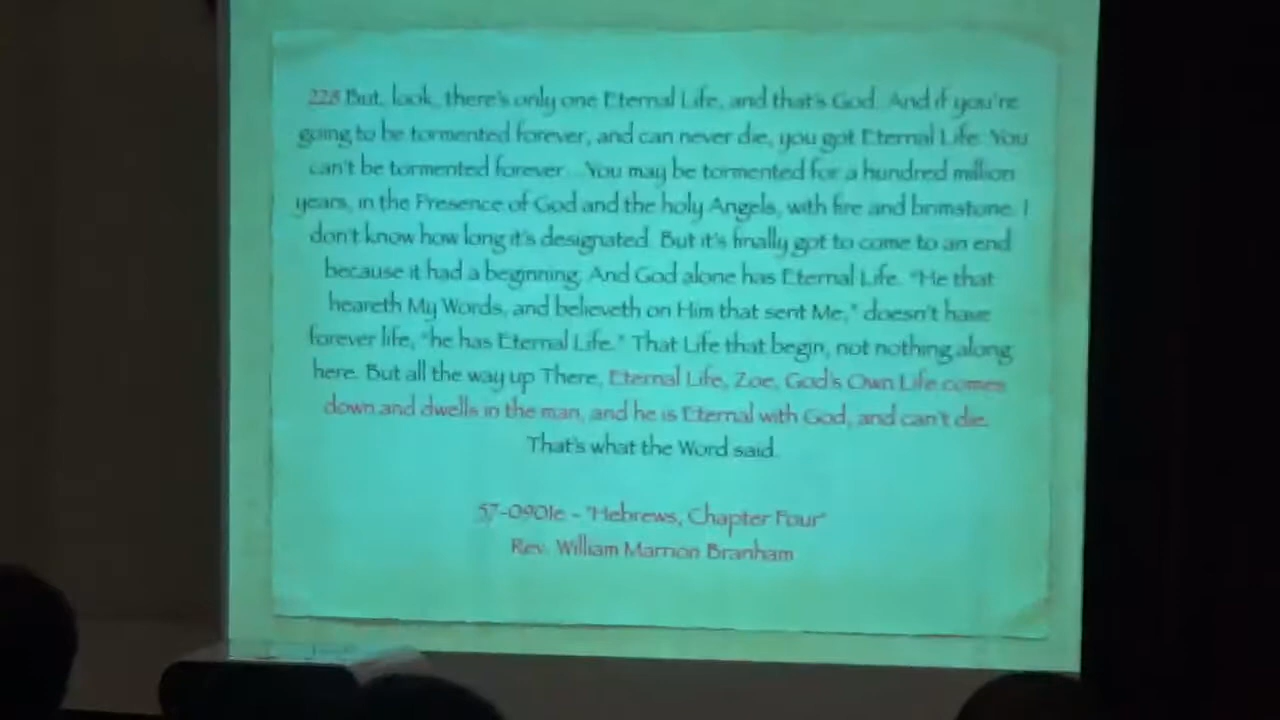 228 But, look, there's only one Eternal Life, and that's God. And if you're
going to be tormented forever, and can never die, you got Eternal Life. You
can't be tormented forever... You may be tormented for a hundred million
years, in the Presence of God and the holy Angels, with fire and brimstone. I
don't know how long it's designated. But it's finally got to come to an end
because it had a beginning. And God alone has Eternal Life. "He that
heareth My Words, and believeth on Him that sent Me," doesn't have
forever life, "he has Eternal Life." That Life that begin, not nothing along
here. But all the way up There, Eternal Life, Zoe, God's Own Life comes
down and dwells in the man, and he is Eternal with God, and can't die.
That's what the Word said.
57-0901e - "Hebrews, Chapter Four"
Rev. William Marrion Branham